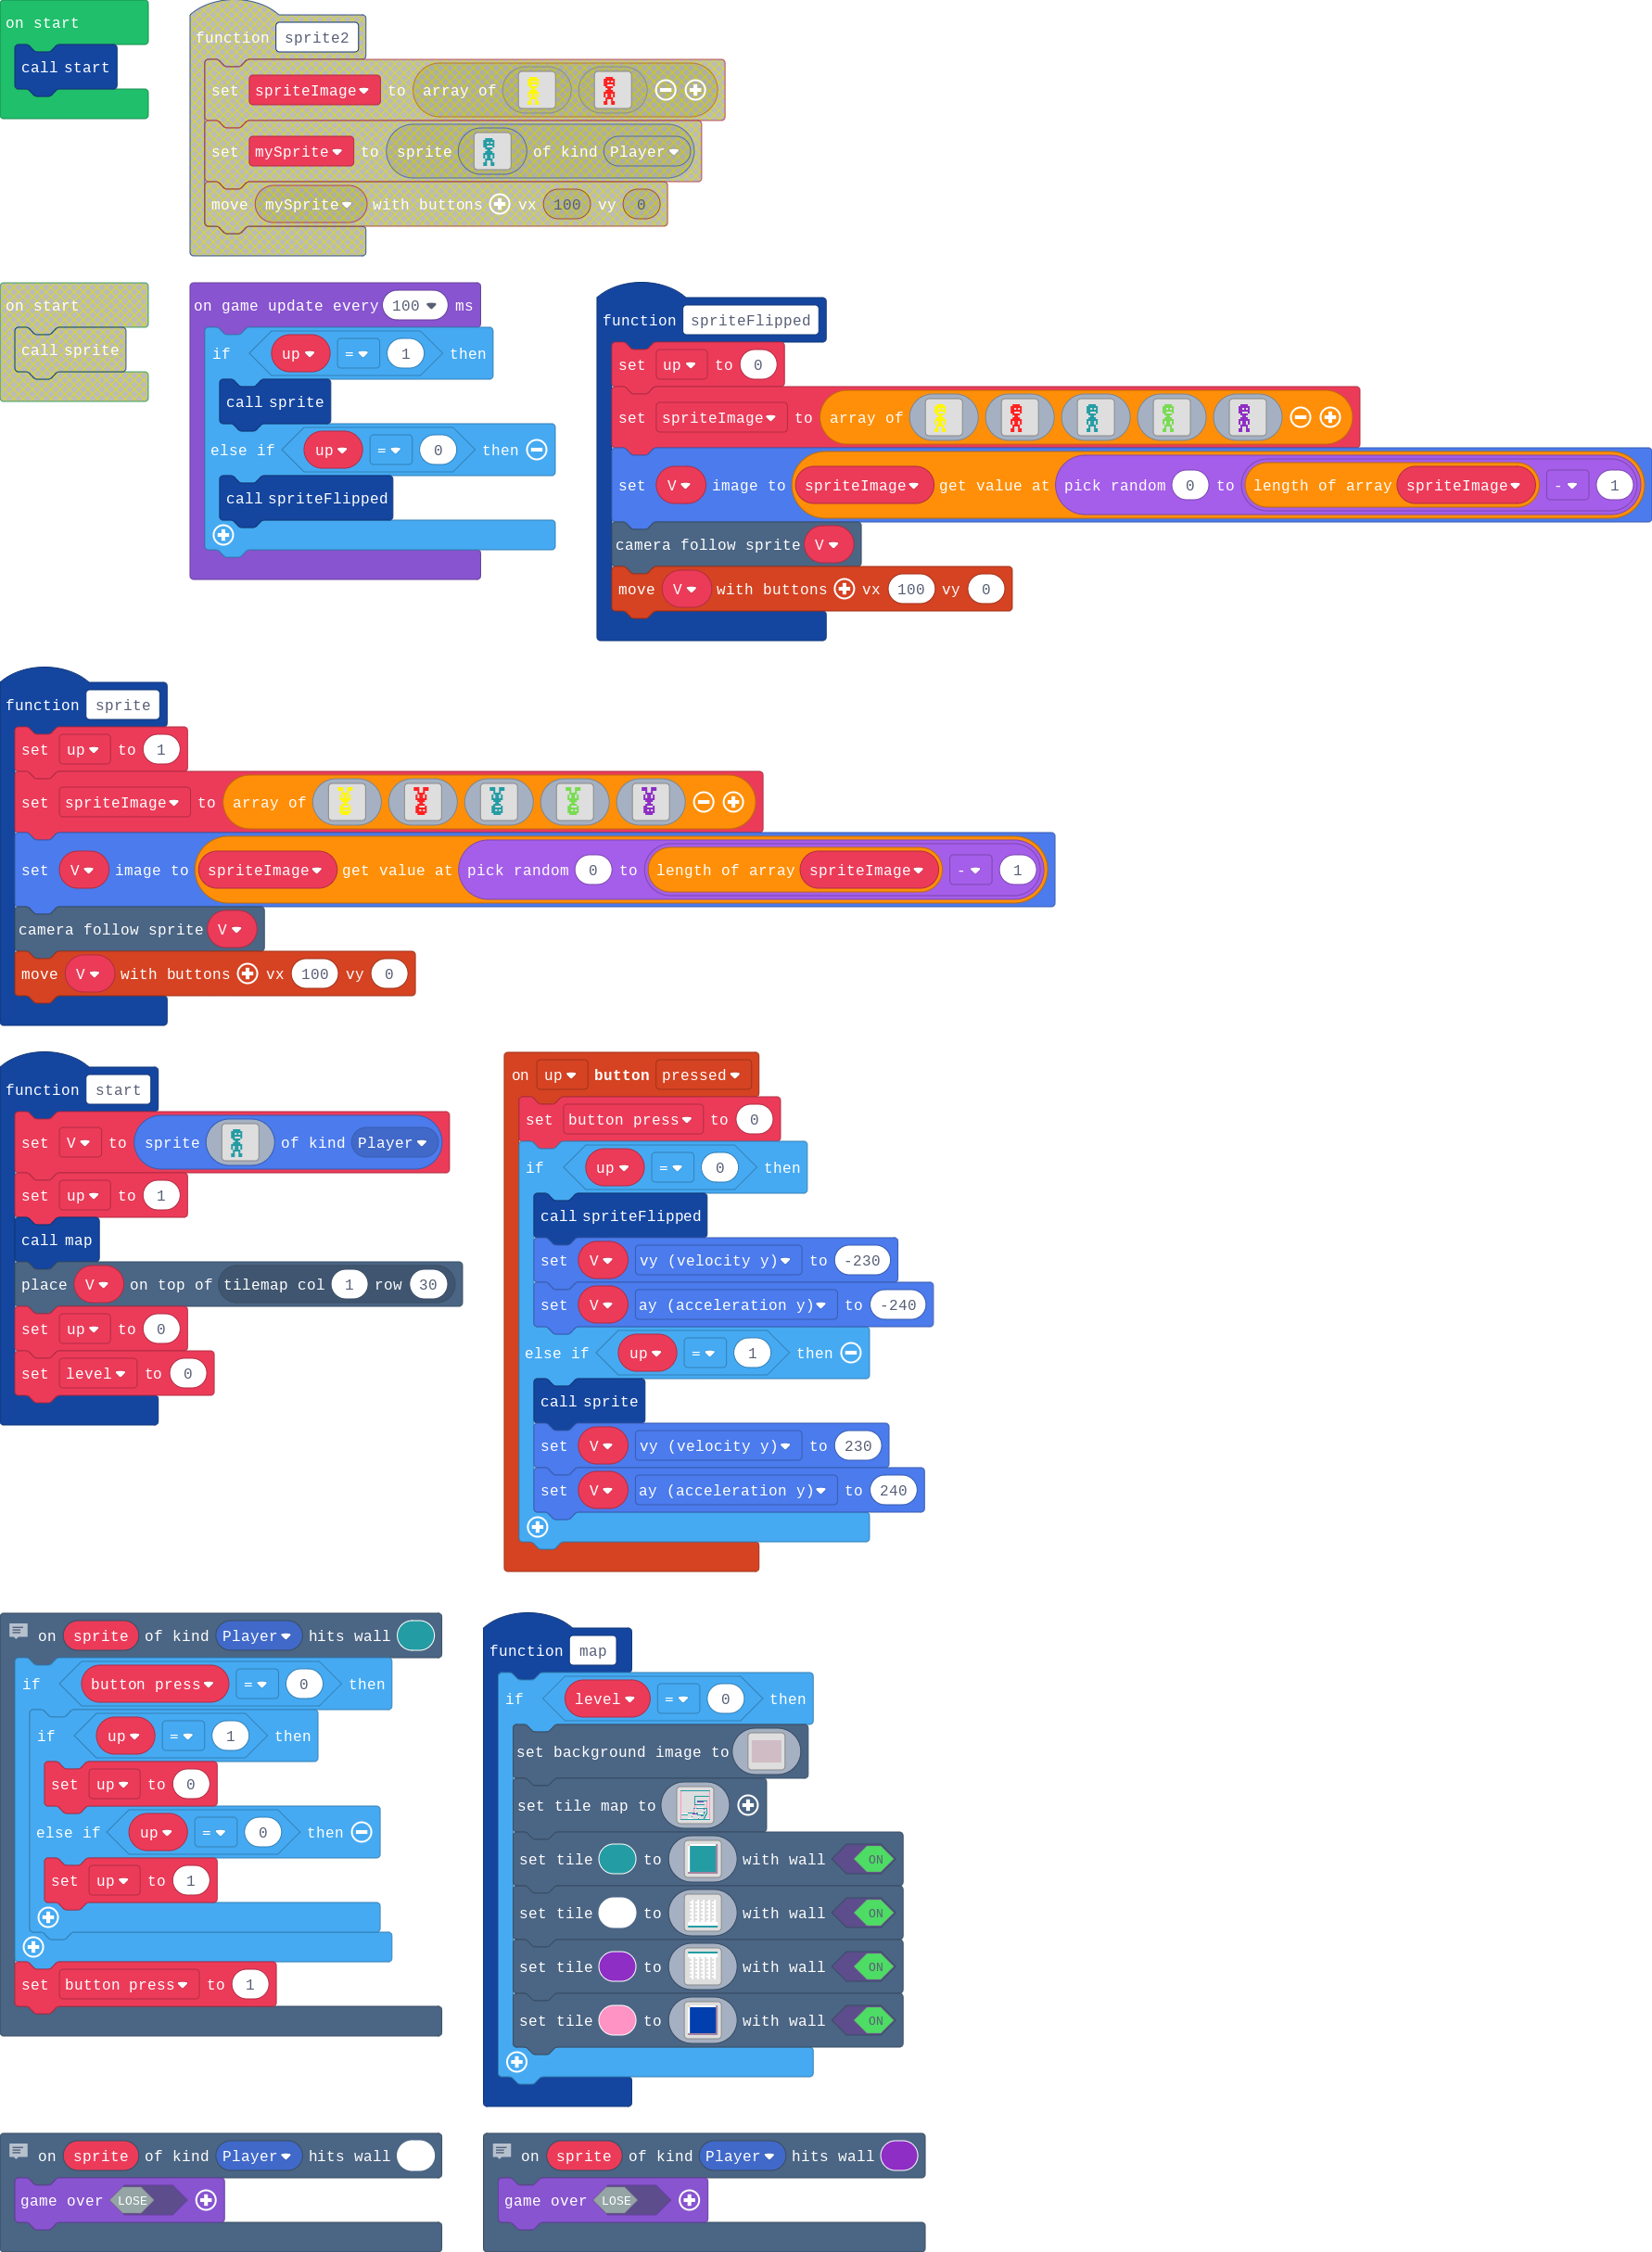 on start
call start
function sprite2
set spriteImage to array of
set mySprite to sprite of kind Player
move mySprite with buttons vx 100 vy 0
on start
call sprite
on game update every 100 ms
if up = 1 then
call sprite
else if up = 0 then
call spriteFlipped
function spriteFlipped
set up to 0
set spriteImage to array of
set V image to spriteImage get value at pick random 0 to length of array spriteImage - 1
camera follow sprite V
move V with buttons vx 100 vy 0
function sprite
set up to 1
set spriteImage to array of
set V image to spriteImage get value at pick random 0 to length of array spriteImage - 1
camera follow sprite V
move V with buttons vx 100 vy 0
function start
set V to sprite of kind Player
set up to 1
call map
place V on top of tilemap col 1 row 30
set up to 0
set level to 0
on up button pressed
set button press to 0
if up = 0 then
call spriteFlipped
set V vy (velocity y) to -230
set V ay (acceleration y) to -240
else if up = 1 then
call sprite
set V vy (velocity y) to 230
set V ay (acceleration y) to 240
on sprite of kind Player hits wall
if button press = 0 then
if up = 1 then
set up to 0
else if up = 0 then
set up to 1
set button press to 1
function map
if level = 0 then
set background image to
set tile map to
set tile to with wall ON
set tile to with wall ON
set tile to with wall ON
set tile to with wall ON
on sprite of kind Player hits wall
game over LOSE
on sprite of kind Player hits wall
game over LOSE